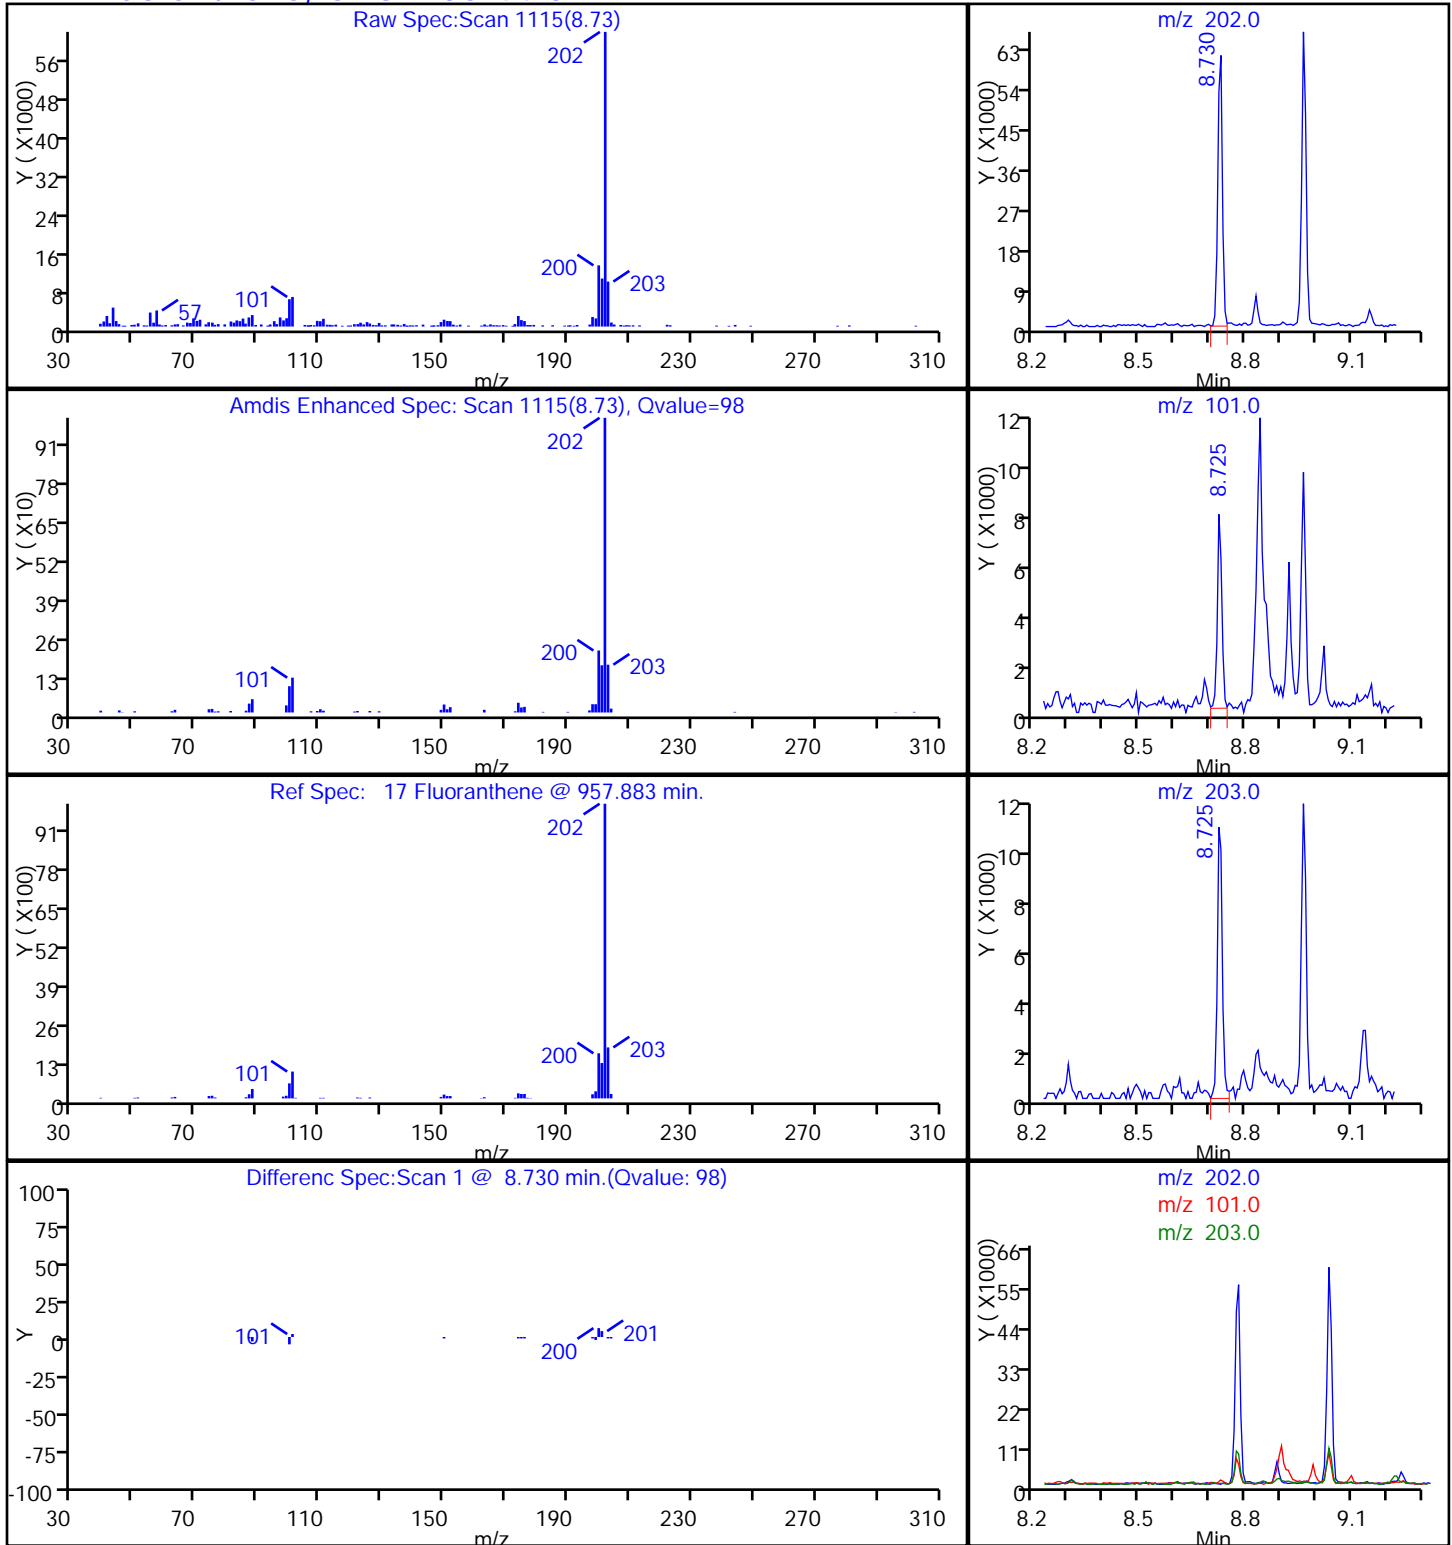 Raw Spec:Scan 1115(8.73)
Y ( X1000)
56
48
40
32
24
16
8
0
202
200
203
101
57
30 70 110 150 190 230 270 310
m/z
m/z 202.0
Y ( X1000)
63
54
45
36
27
18
9
0
8.730
8.2 8.5 8.8 9.1
Min
Amdis Enhanced Spec: Scan 1115(8.73), Qvalue=98
Y ( X10)
91
78
65
52
39
26
13
0
202
200
203
101
30 70 110 150 190 230 270 310
m/z
m/z 101.0
Y ( X1000)
12
10
8
6
4
2
0
8.725
8.2 8.5 8.8 9.1
Min
Ref Spec: 17 Fluoranthene @ 957.883 min.
Y ( X100)
91
78
65
52
39
26
13
0
202
200
203
101
30 70 110 150 190 230 270 310
m/z
m/z 203.0
Y ( X1000)
12
10
8
6
4
2
0
8.725
8.2 8.5 8.8 9.1
Min
Differenc Spec:Scan 1 @ 8.730 min.(Qvalue: 98)
Y
100
75
50
25
0
-25
-50
-75
-100
101
200
201
30 70 110 150 190 230 270 310
m/z
m/z 202.0
m/z 101.0
m/z 203.0
Y ( X1000)
66
55
44
33
22
11
0
8.2 8.5 8.8 9.1
Min